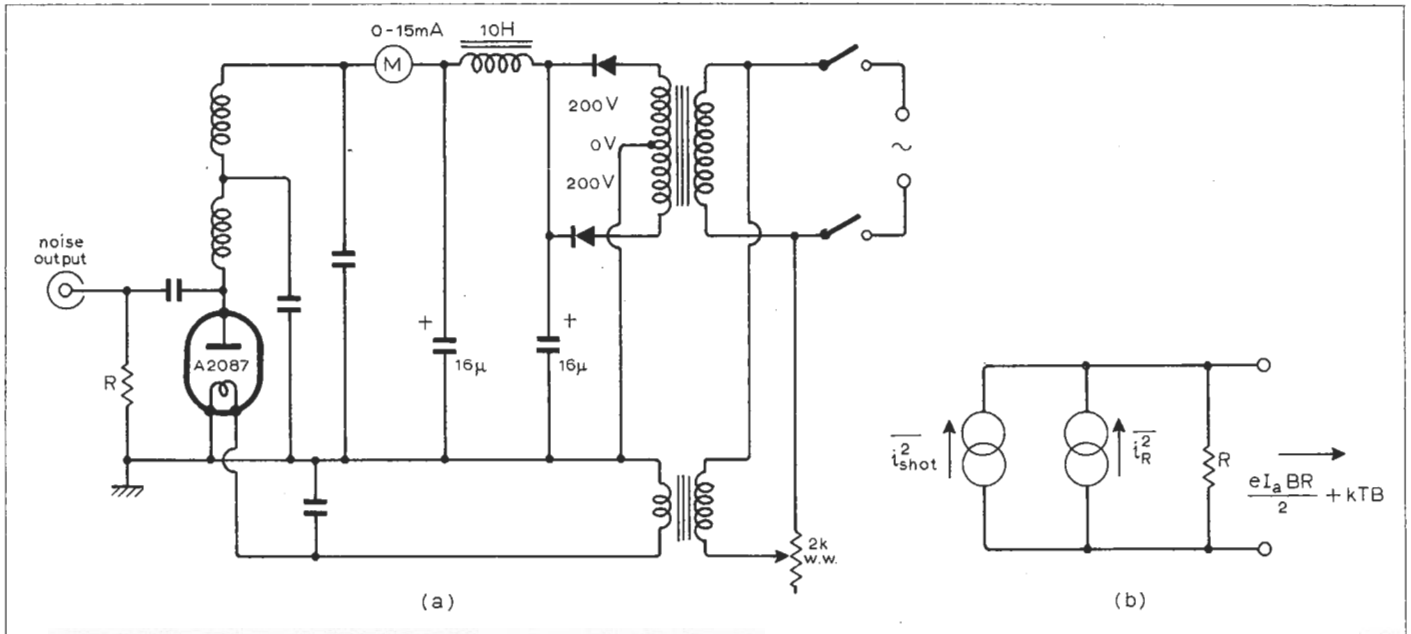 0-15mA
10H
M
200V
0V
200V
~
noise
output
A2087
R
+
16μ
+
16μ
2k
w.w.
(a)
i²shot
i²R
R
eIₐBR/2 + kTB
(b)